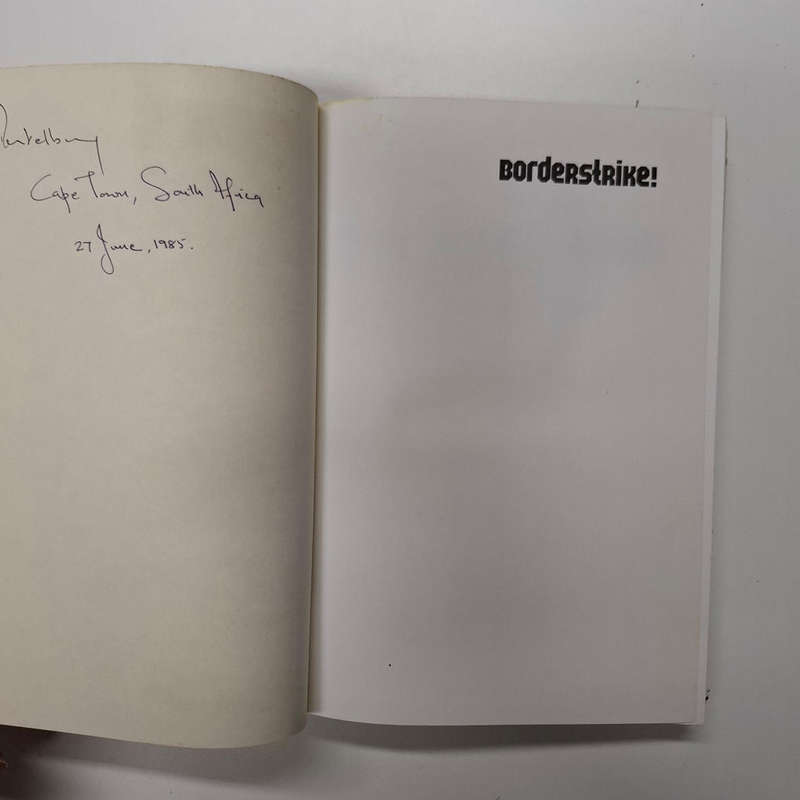 Cape Town, South Africa
27 June, 1985.
BORDERSTRIKE!